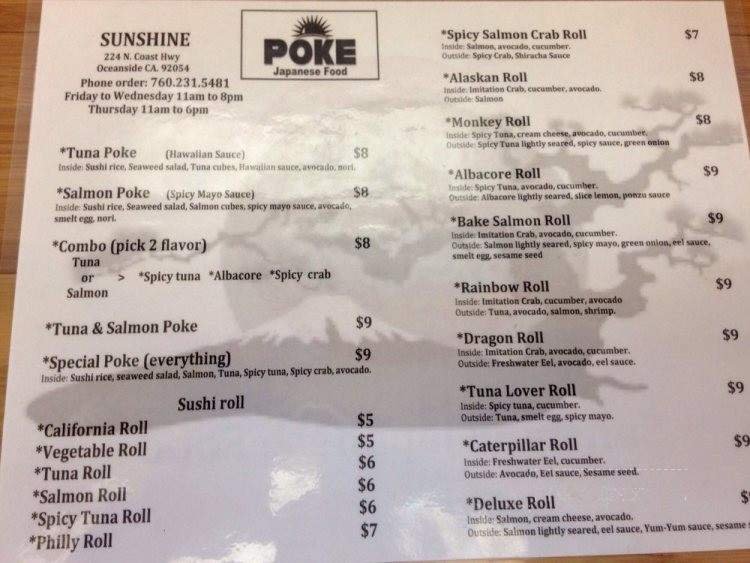 SUNSHINE
224 N. Coast Hwy
Oceanside CA. 92054
Phone order: 760.231.5481
Friday to Wednesday 11am to 8pm
Thursday 11am to 6pm
POKE
Japanese Food
*Tuna Poke (Hawaiian Sauce) $8
Inside: Sushi rice, Seaweed salad, Tuna cubes, Hawaiian sauce, avocado, nori.
*Salmon Poke (Spicy Mayo Sauce) $8
Inside: Sushi rice, Seaweed salad, Salmon cubes, spicy mayo sauce, avocado,
smelt egg, nori.
*Combo (pick 2 flavor) $8
Tuna
or > *Spicy tuna *Albacore *Spicy crab
Salmon
*Tuna & Salmon Poke $9
*Special Poke (everything) $9
Inside: Sushi rice, seaweed salad, Salmon, Tuna, Spicy tuna, Spicy crab, avocado.
Sushi roll
*California Roll $5
*Vegetable Roll $5
*Tuna Roll $6
*Salmon Roll $6
*Spicy Tuna Roll $6
*Philly Roll $7
*Spicy Salmon Crab Roll $7
Inside: Salmon, avocado, cucumber.
Outside: Spicy Crab, Shiracha Sauce
*Alaskan Roll $8
Inside: Imitation Crab, cucumber, avocado.
Outside: Salmon
*Monkey Roll $8
Inside: Spicy Tuna, cream cheese, avocado, cucumber.
Outside: Spicy Tuna lightly seared, spicy sauce, green onion
*Albacore Roll $9
Inside: Spicy Tuna, avocado, cucumber.
Outside: Albacore lightly seared, slice lemon, ponzu sauce
*Bake Salmon Roll $9
Inside: Imitation Crab, avocado, cucumber.
Outside: Salmon lightly seared, spicy mayo, green onion, eel sauce,
smelt egg, sesame seed
*Rainbow Roll $9
Inside: Imitation Crab, cucumber, avocado
Outside: Tuna, avocado, salmon, shrimp.
*Dragon Roll $9
Inside: Imitation Crab, avocado, cucumber.
Outside: Freshwater Eel, avocado, eel sauce.
*Tuna Lover Roll $9
Inside: Spicy tuna, cucumber.
Outside: Tuna, smelt egg, spicy mayo.
*Caterpillar Roll $9
Inside: Freshwater Eel, cucumber.
Outside: Avocado, Eel sauce, Sesame seed.
*Deluxe Roll $
Inside: Salmon, cream cheese, avocado.
Outside: Salmon lightly seared, eel sauce, Yum-Yum sauce, sesame